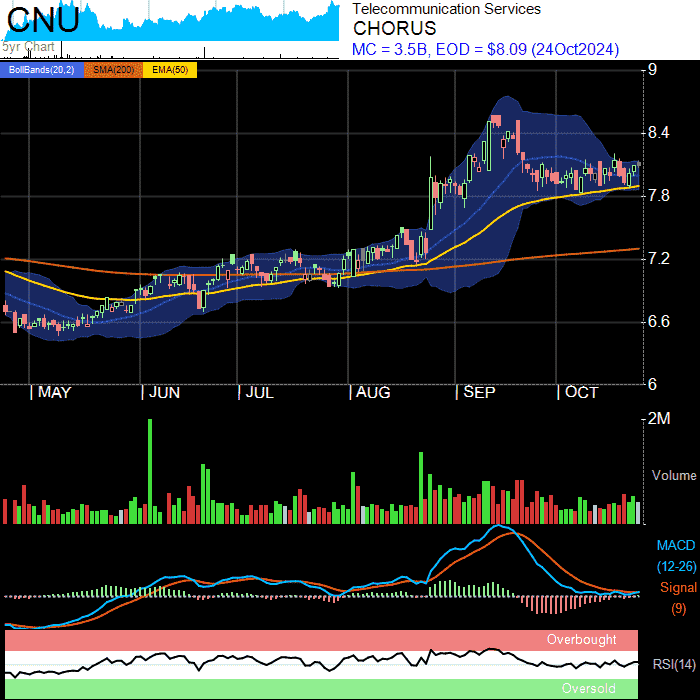 CNU
5yr Chart
Telecommunication Services
CHORUS
MC = 3.5B, EOD = $8.09 (24Oct2024)
BollBands(20,2) SMA(200) EMA(50)
9
8.4
7.8
7.2
6.6
6
MAY JUN JUL AUG SEP OCT
2M
Volume
MACD
(12-26)
Signal
(9)
Overbought
RSI(14)
Oversold